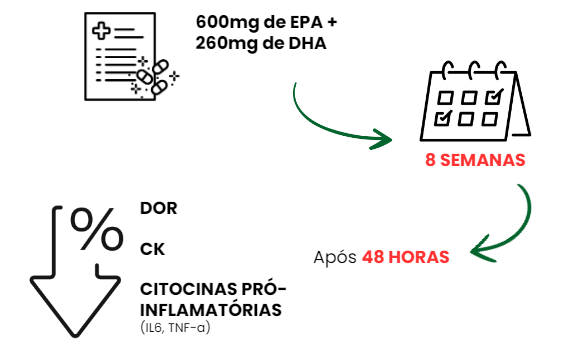 600mg de EPA +
260mg de DHA
8 SEMANAS
Após 48 HORAS
%
DOR
CK
CITOCINAS PRÓ-
INFLAMATÓRIAS
(IL6, TNF-α)